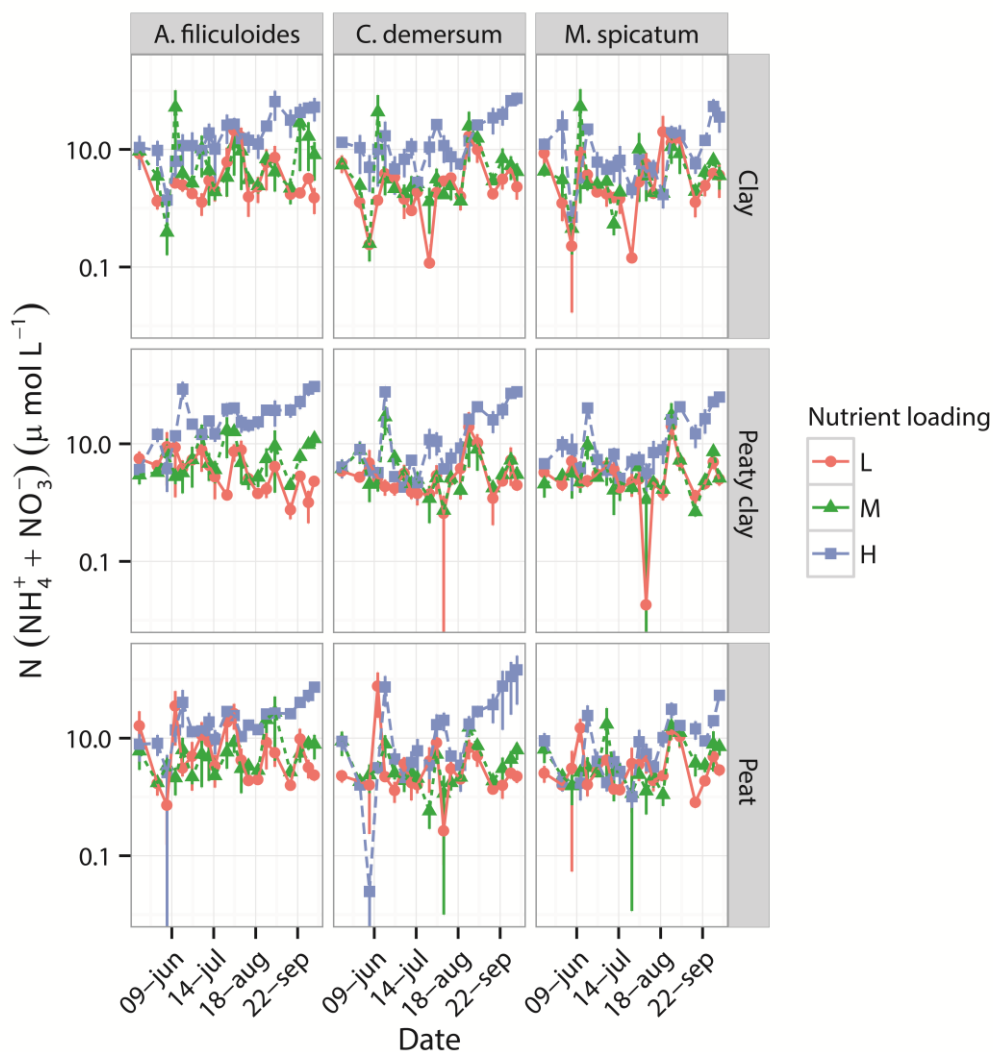 A. filiculoides C. demersum M. spicatum
N (NH₄⁺ + NO₃⁻) (μ mol L⁻¹)
10.0
0.1
Clay
10.0
0.1
Peaty clay
10.0
0.1
Peat
Nutrient loading
L
M
H
09–jun 14–jul 18–aug 22–sep 09–jun 14–jul 18–aug 22–sep 09–jun 14–jul 18–aug 22–sep
Date